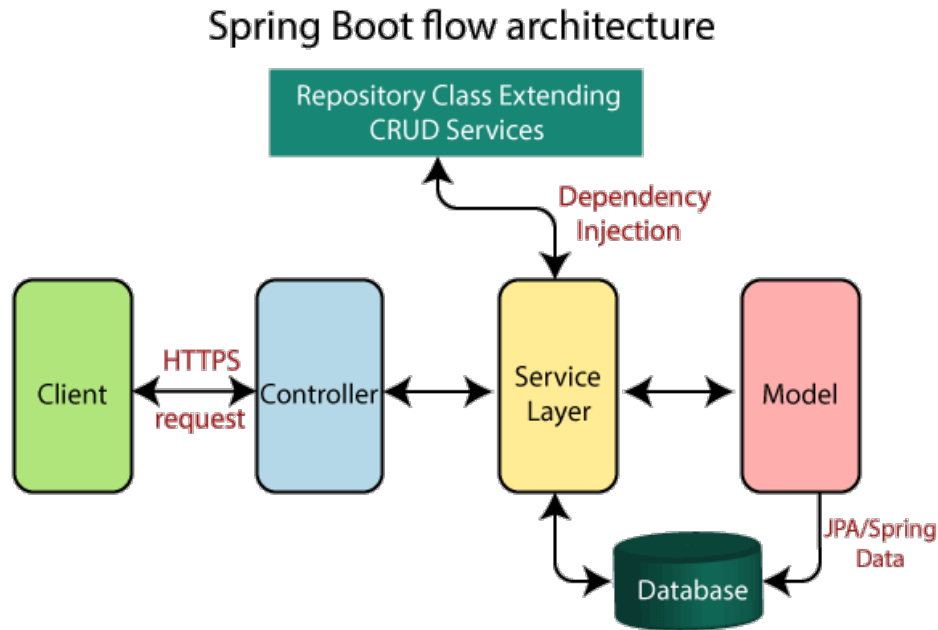 Spring Boot flow architecture
Repository Class Extending
CRUD Services
Dependency
Injection
Client
HTTPS
request
Controller
Service
Layer
Model
JPA/Spring
Data
Database